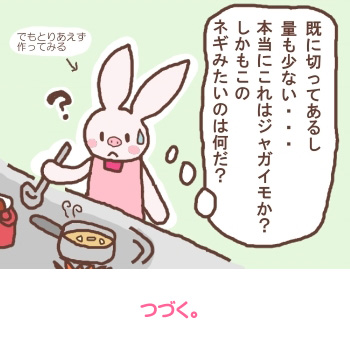 既に切ってあるし
量も少ない・・・
本当にこれはジャガイモか？
しかもこの
ネギみたいのは何だ？
でもとりあえず
作ってみる
？
つづく。